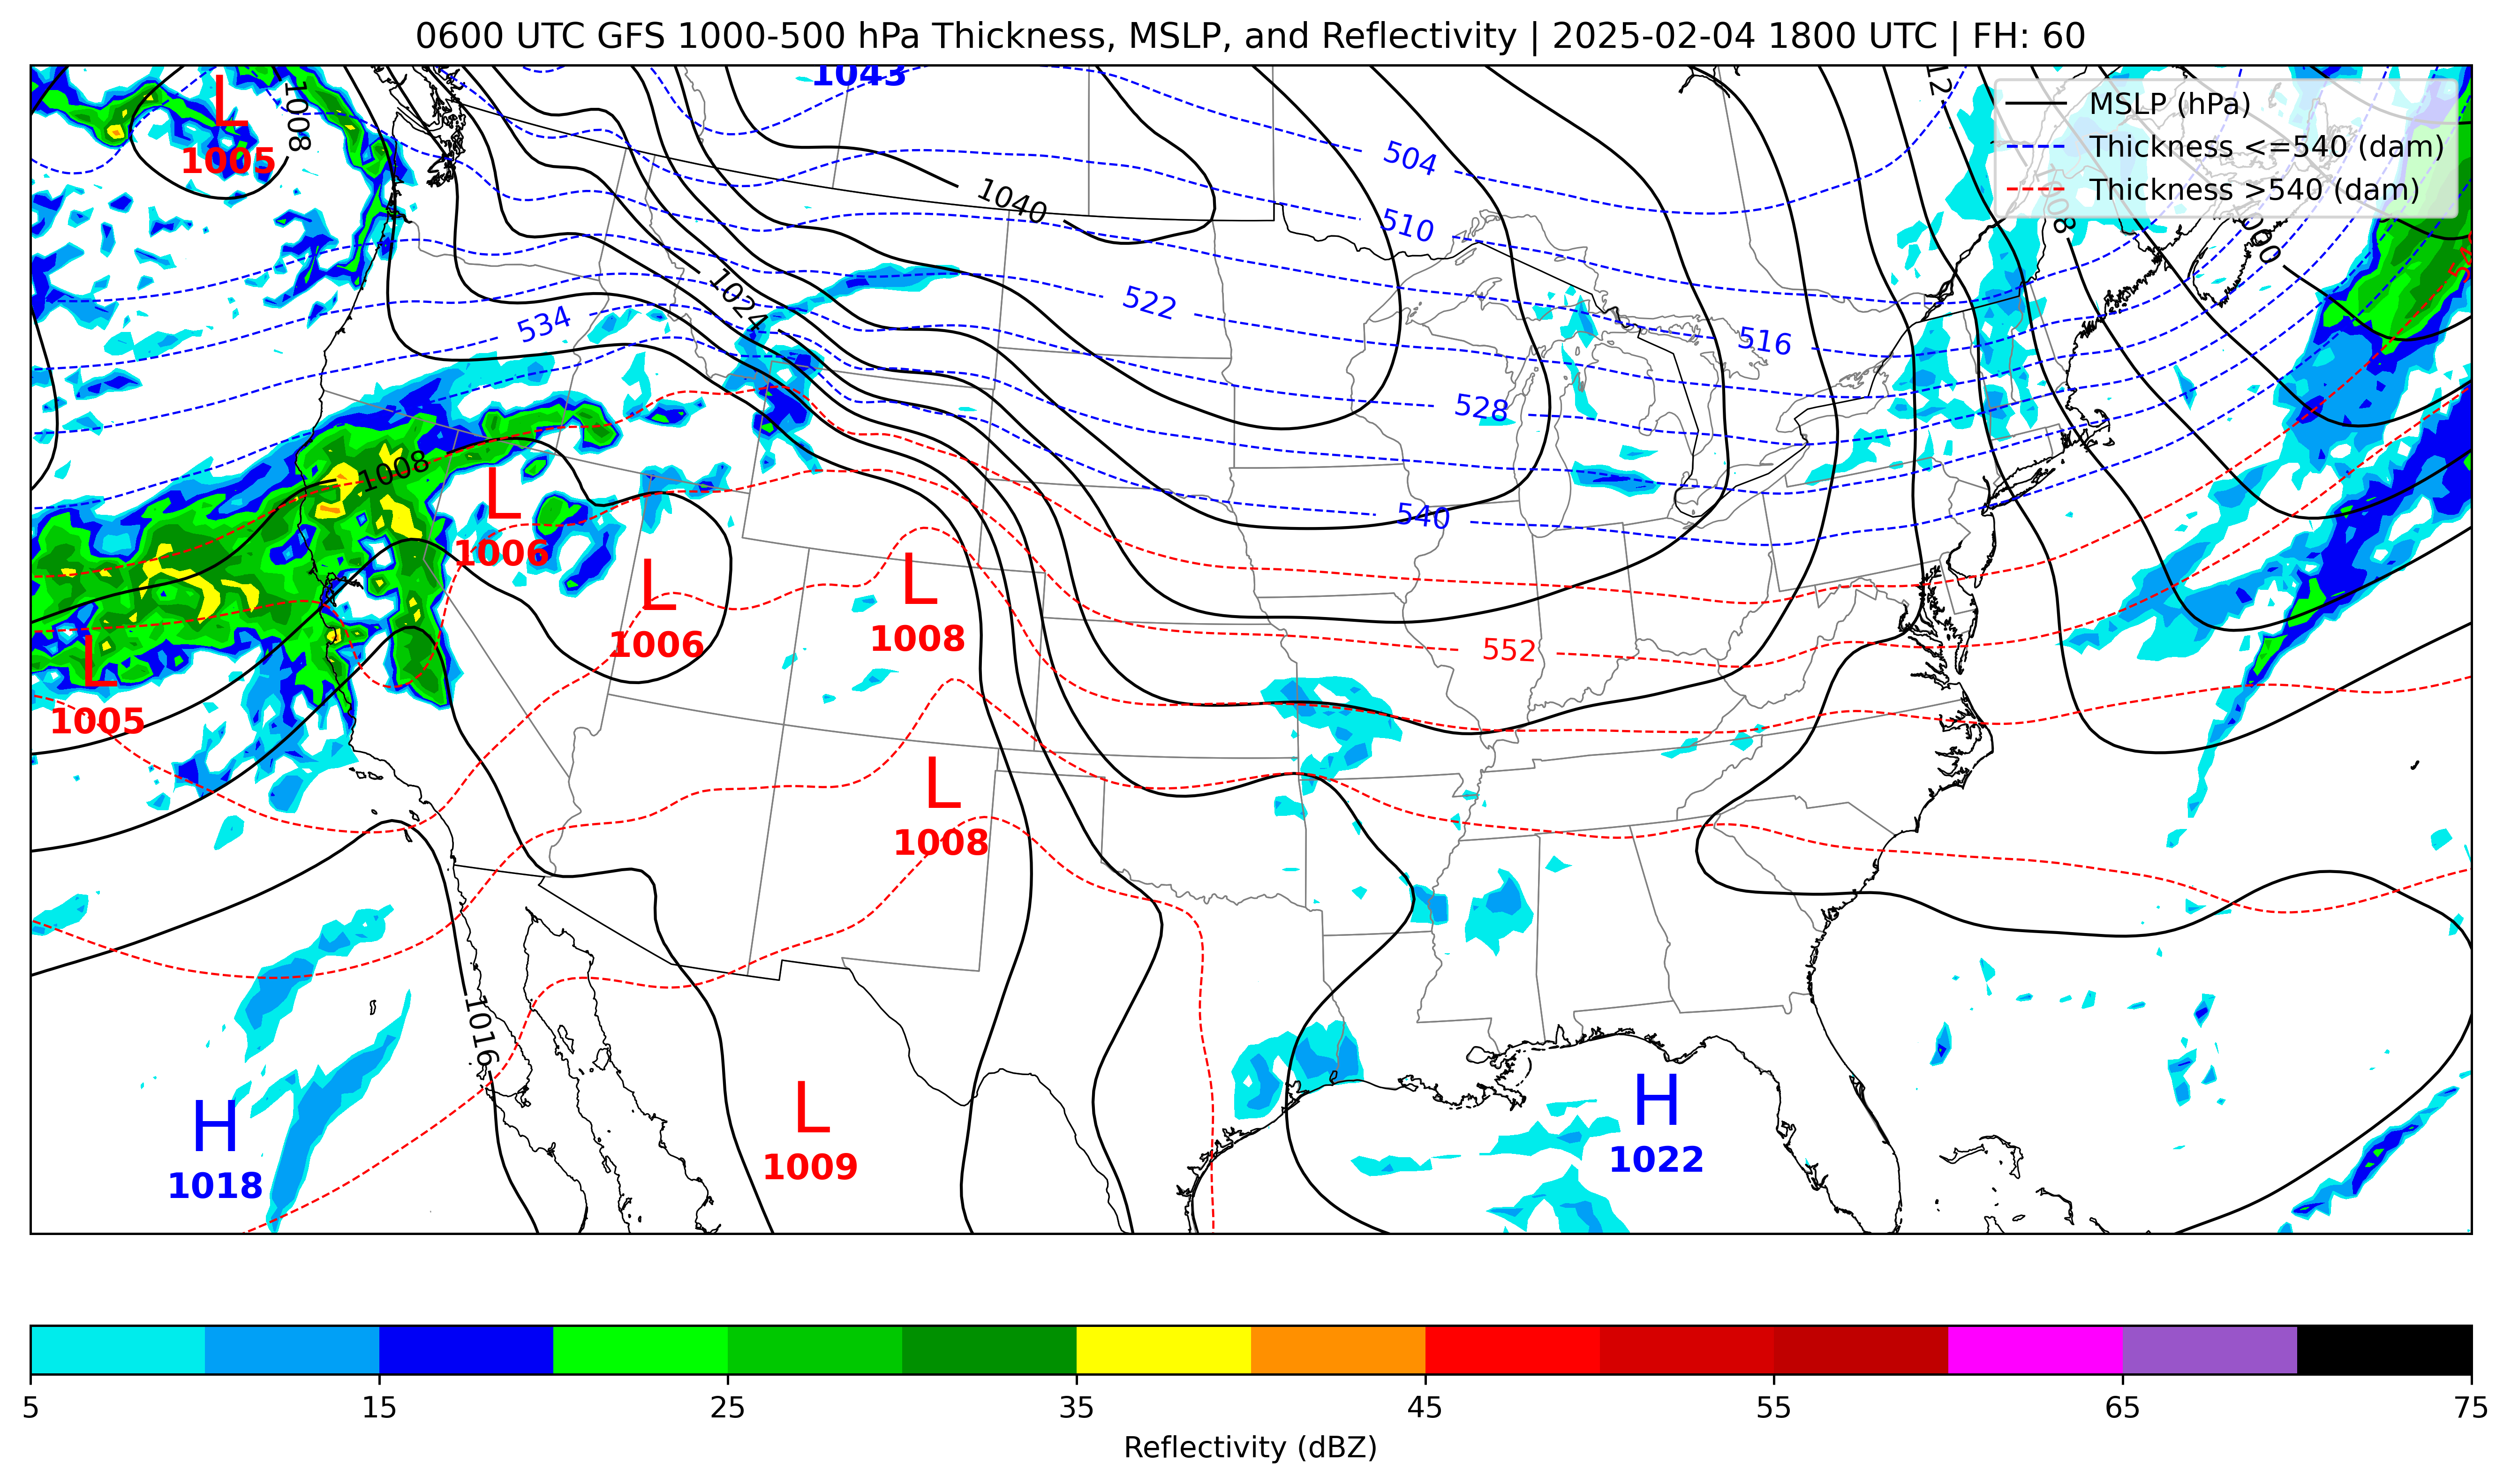 0600 UTC GFS 1000-500 hPa Thickness, MSLP, and Reflectivity | 2025-02-04 1800 UTC | FH: 60
MSLP (hPa)
Thickness <=540 (dam)
Thickness >540 (dam)
1043
L
1005
1008
504
1040
510
1024
522
534
516
528
1008
L
1006
540
L
1006
L
1008
552
L
1005
L
1008
1016
H
1018
L
1009
H
1022
5 15 25 35 45 55 65 75
Reflectivity (dBZ)